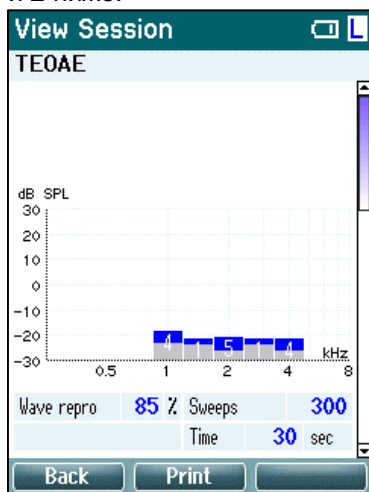 View Session L
TEOAE
dB SPL
30
20
10
0
-10
-20
-30
4 1 5 1 4
kHz
0.5 1 2 4 8
Wave repro 85 % Sweeps 300
Time 30 sec
Back Print